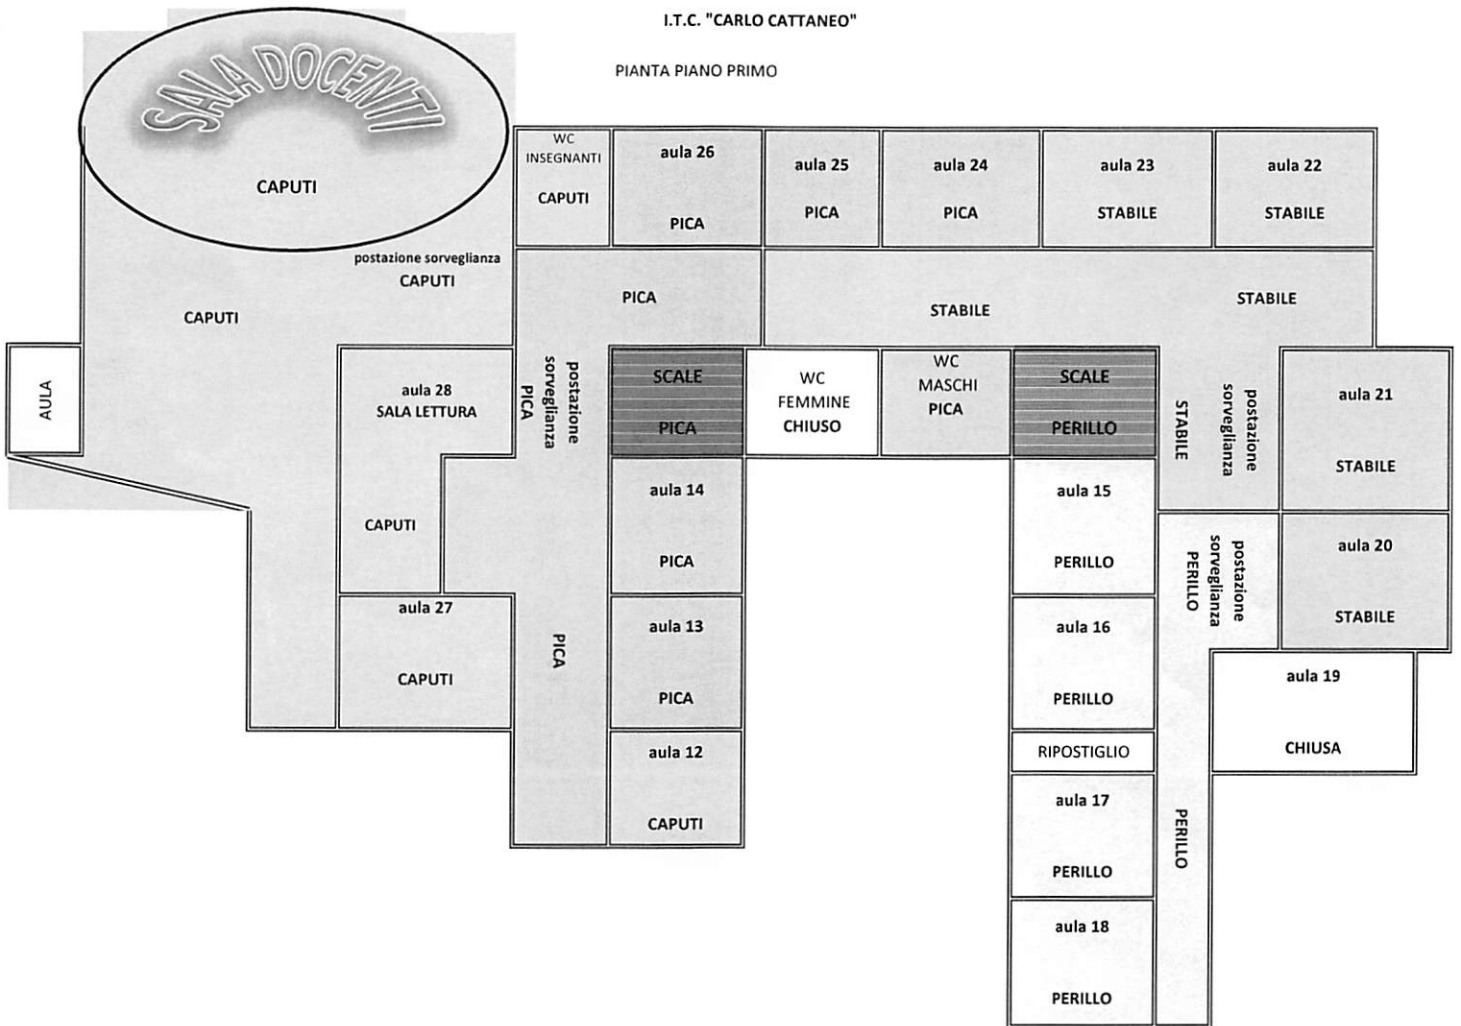 I.T.C. "CARLO CATTANEO"
PIANTA PIANO PRIMO
SALA DOCENTI
CAPUTI
WC
INSEGNANTI
CAPUTI
aula 26
PICA
aula 25
PICA
aula 24
PICA
aula 23
STABILE
aula 22
STABILE
postazione sorveglianza
CAPUTI
CAPUTI
PICA
STABILE
STABILE
AULA
aula 28
SALA LETTURA
CAPUTI
postazione
sorveglianza
PICA
SCALE
PICA
WC
FEMMINE
CHIUSO
WC
MASCHI
PICA
SCALE
PERILLO
postazione
sorveglianza
STABILE
aula 21
STABILE
aula 14
PICA
aula 15
PERILLO
postazione
sorveglianza
PERILLO
aula 20
STABILE
aula 27
CAPUTI
PICA
aula 13
PICA
aula 16
PERILLO
aula 19
CHIUSA
aula 12
CAPUTI
RIPOSTIGLIO
aula 17
PERILLO
PERILLO
aula 18
PERILLO